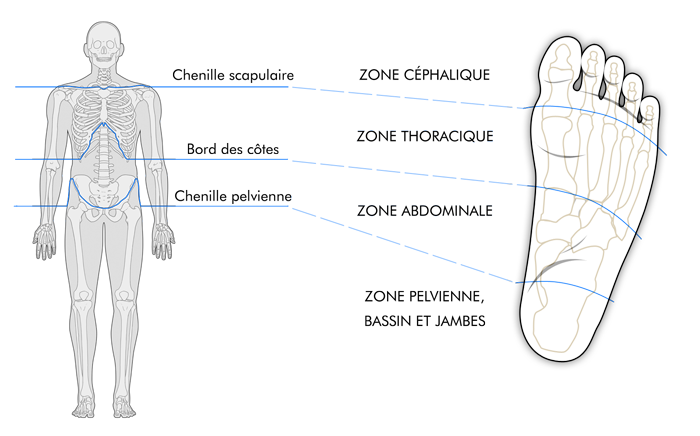 Chenille scapulaire
ZONE CÉPHALIQUE
ZONE THORACIQUE
Bord des côtes
Chenille pelvienne
ZONE ABDOMINALE
ZONE PELVIENNE,
BASSIN ET JAMBES